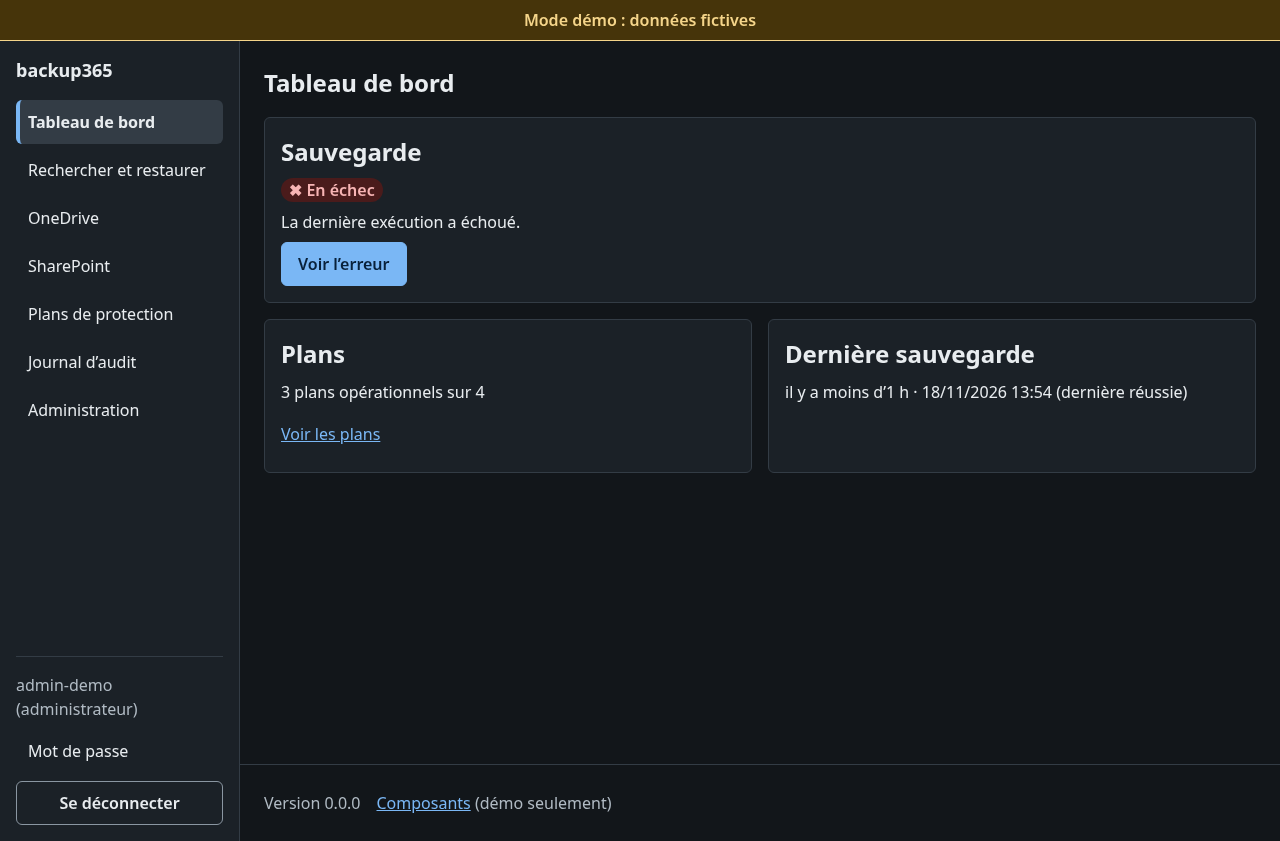 Mode démo : données fictives
backup365
Tableau de bord
Rechercher et restaurer
OneDrive
SharePoint
Plans de protection
Journal d’audit
Administration
admin-demo
(administrateur)
Mot de passe
Se déconnecter
Tableau de bord
Sauvegarde
✖ En échec
La dernière exécution a échoué.
Voir l’erreur
Plans
3 plans opérationnels sur 4
Voir les plans
Dernière sauvegarde
il y a moins d’1 h · 18/11/2026 13:54 (dernière réussie)
Version 0.0.0 Composants (démo seulement)